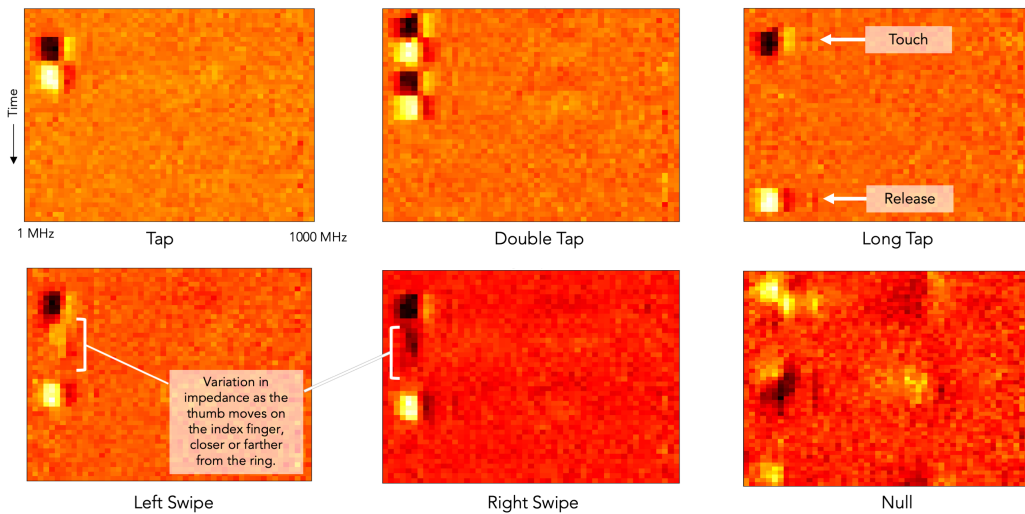 Time
Touch
Release
1 MHz
Tap
1000 MHz
Double Tap
Long Tap
Variation in
impedance as the
thumb moves on
the index finger,
closer or farther
from the ring.
Left Swipe
Right Swipe
Null